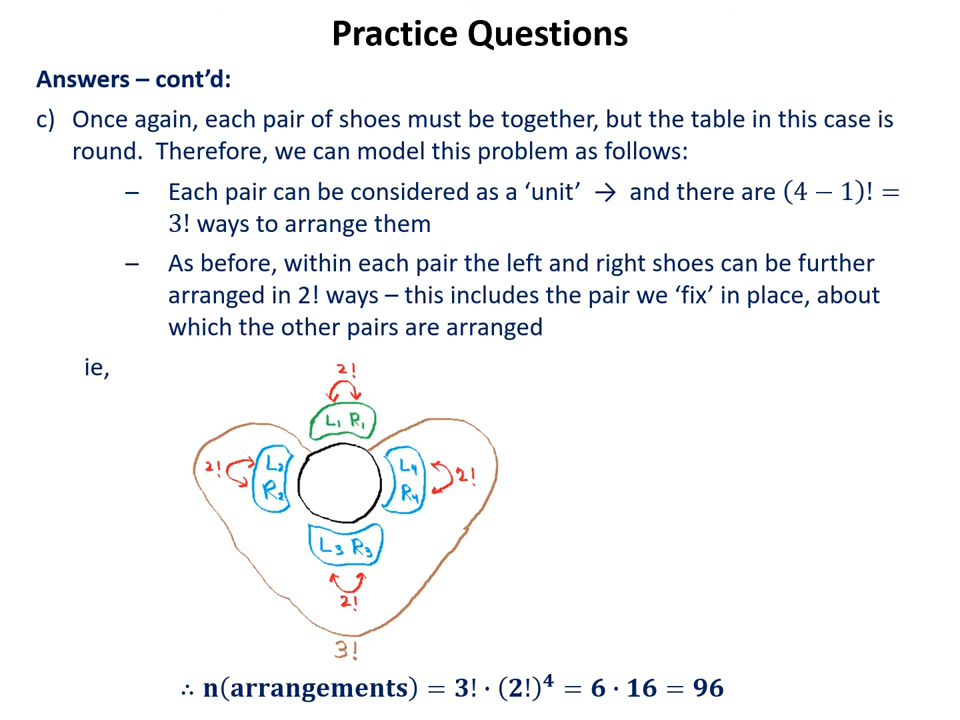 Practice Questions
Answers – cont’d:
c) Once again, each pair of shoes must be together, but the table in this case is
round. Therefore, we can model this problem as follows:
– Each pair can be considered as a ‘unit’ → and there are (4 − 1)! =
3! ways to arrange them
– As before, within each pair the left and right shoes can be further
arranged in 2! ways – this includes the pair we ‘fix’ in place, about
which the other pairs are arranged
ie,
2!
L₁ R₁
2!
L₂
R₂
L₄
R₄
2!
L₃ R₃
2!
3!
∴ n(arrangements) = 3! · (2!)⁴ = 6 · 16 = 96